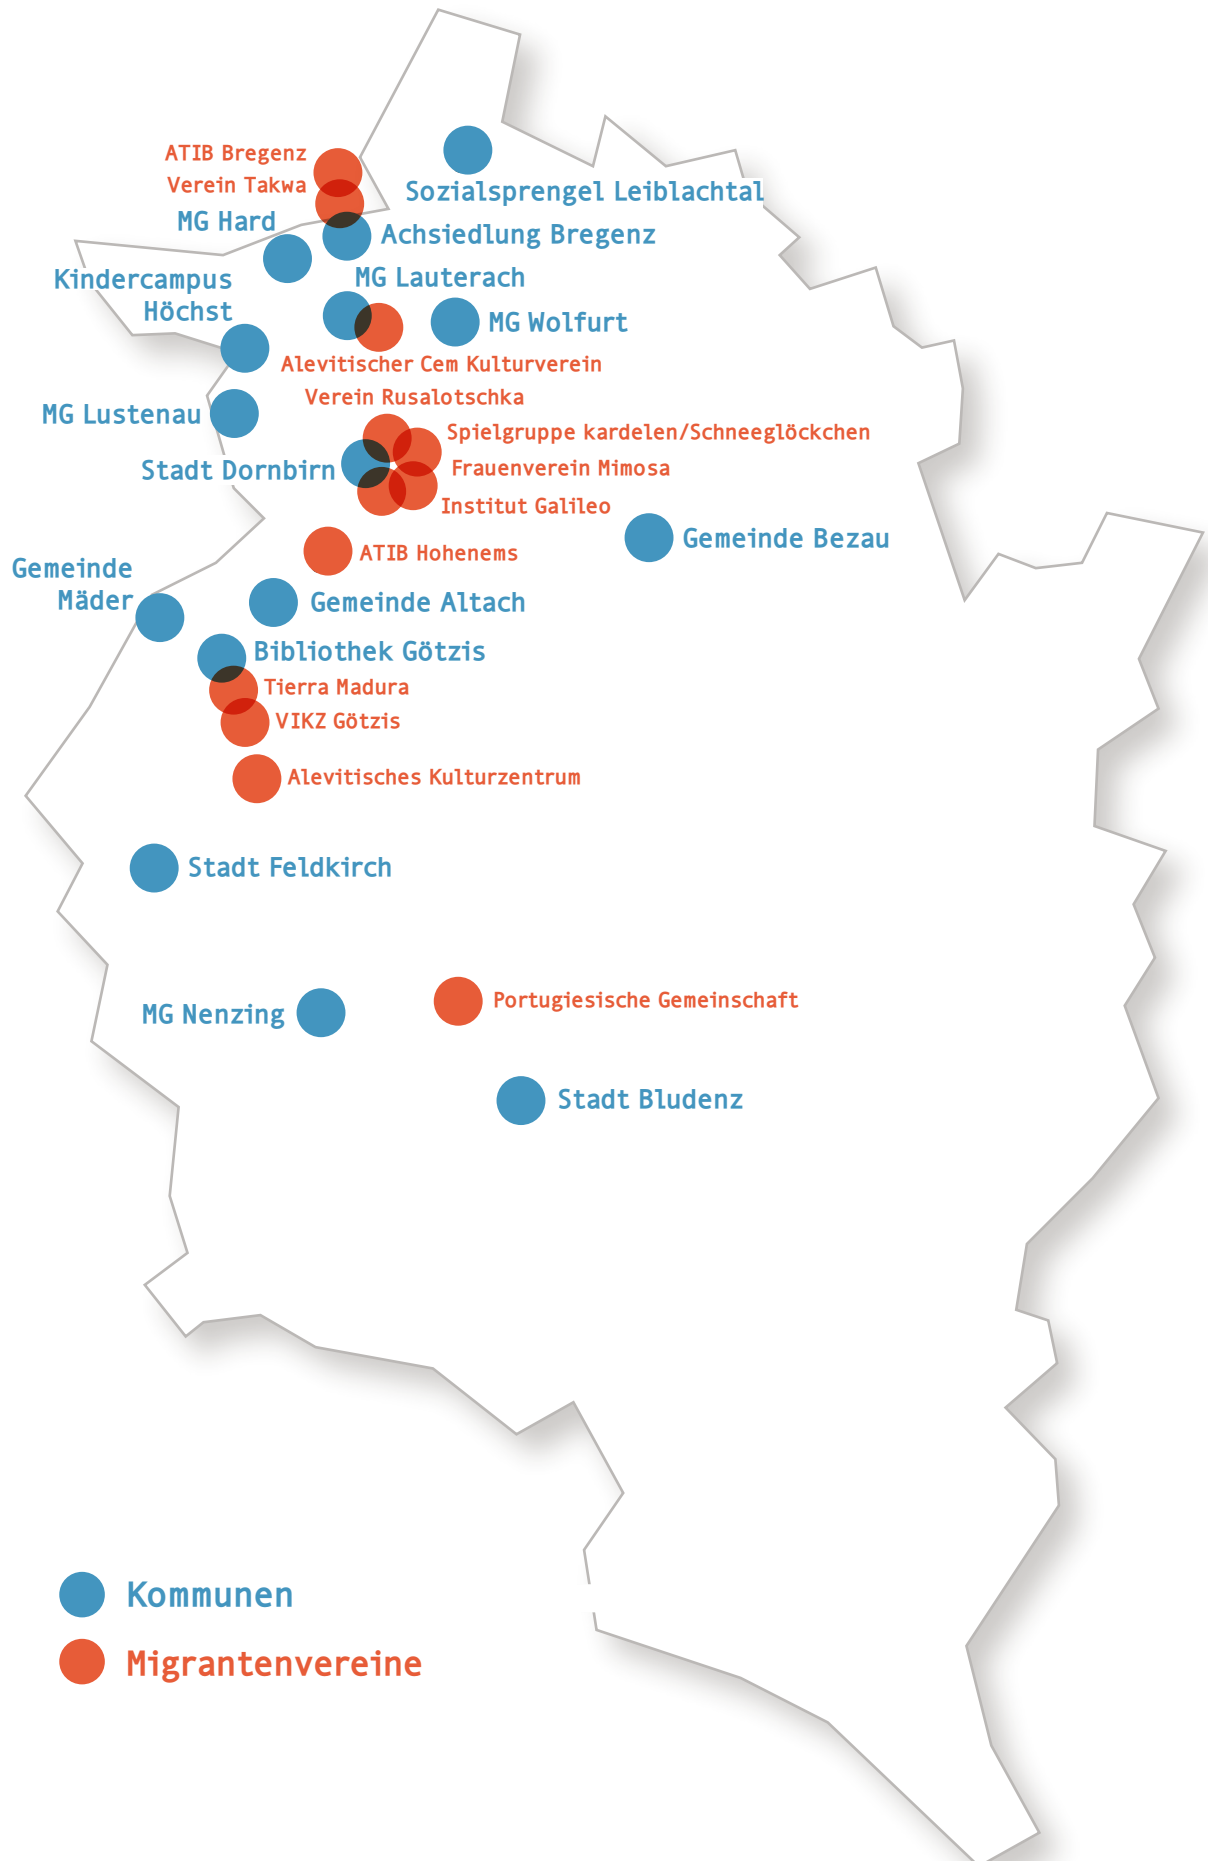 ATIB Bregenz
Verein Takwa
Sozialsprengel Leiblachtal
MG Hard
Achsiedlung Bregenz
Kindercampus
Höchst
MG Lauterach
MG Wolfurt
Alevitischer Cem Kulturverein
Verein Rusalotschka
MG Lustenau
Spielgruppe kardelen/Schneeglöckchen
Stadt Dornbirn
Frauenverein Mimosa
Institut Galileo
Gemeinde Bezau
ATIB Hohenems
Gemeinde
Mäder
Gemeinde Altach
Bibliothek Götzis
Tierra Madura
VIKZ Götzis
Alevitisches Kulturzentrum
Stadt Feldkirch
MG Nenzing
Portugiesische Gemeinschaft
Stadt Bludenz
Kommunen
Migrantenvereine